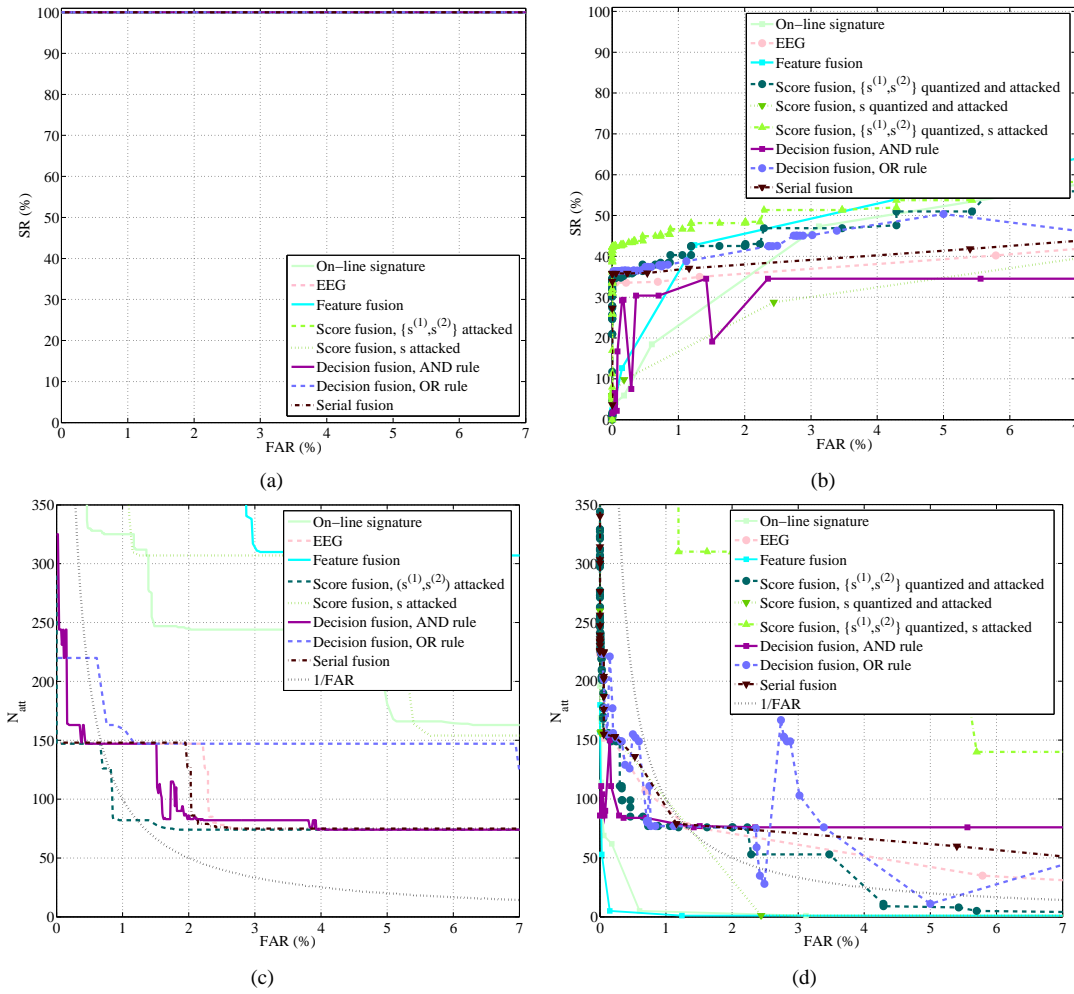 100
90
80
70
60
50
40
30
20
10
0
SR (%)
0 1 2 3 4 5 6 7
FAR (%)
On−line signature
EEG
Feature fusion
Score fusion, {s(1),s(2)} attacked
Score fusion, s attacked
Decision fusion, AND rule
Decision fusion, OR rule
Serial fusion
(a)
100
90
80
70
60
50
40
30
20
10
0
SR (%)
0 1 2 3 4 5 6 7
FAR (%)
On−line signature
EEG
Feature fusion
Score fusion, {s(1),s(2)} quantized and attacked
Score fusion, s quantized and attacked
Score fusion, {s(1),s(2)} quantized, s attacked
Decision fusion, AND rule
Decision fusion, OR rule
Serial fusion
(b)
350
300
250
200
150
100
50
0
Natt
0 1 2 3 4 5 6 7
FAR (%)
On−line signature
EEG
Feature fusion
Score fusion, (s(1),s(2)) attacked
Score fusion, s attacked
Decision fusion, AND rule
Decision fusion, OR rule
Serial fusion
1/FAR
(c)
350
300
250
200
150
100
50
0
Natt
0 1 2 3 4 5 6 7
FAR (%)
On−line signature
EEG
Feature fusion
Score fusion, {s(1),s(2)} quantized and attacked
Score fusion, s quantized and attacked
Score fusion, {s(1),s(2)} quantized, s attacked
Decision fusion, AND rule
Decision fusion, OR rule
Serial fusion
1/FAR
(d)